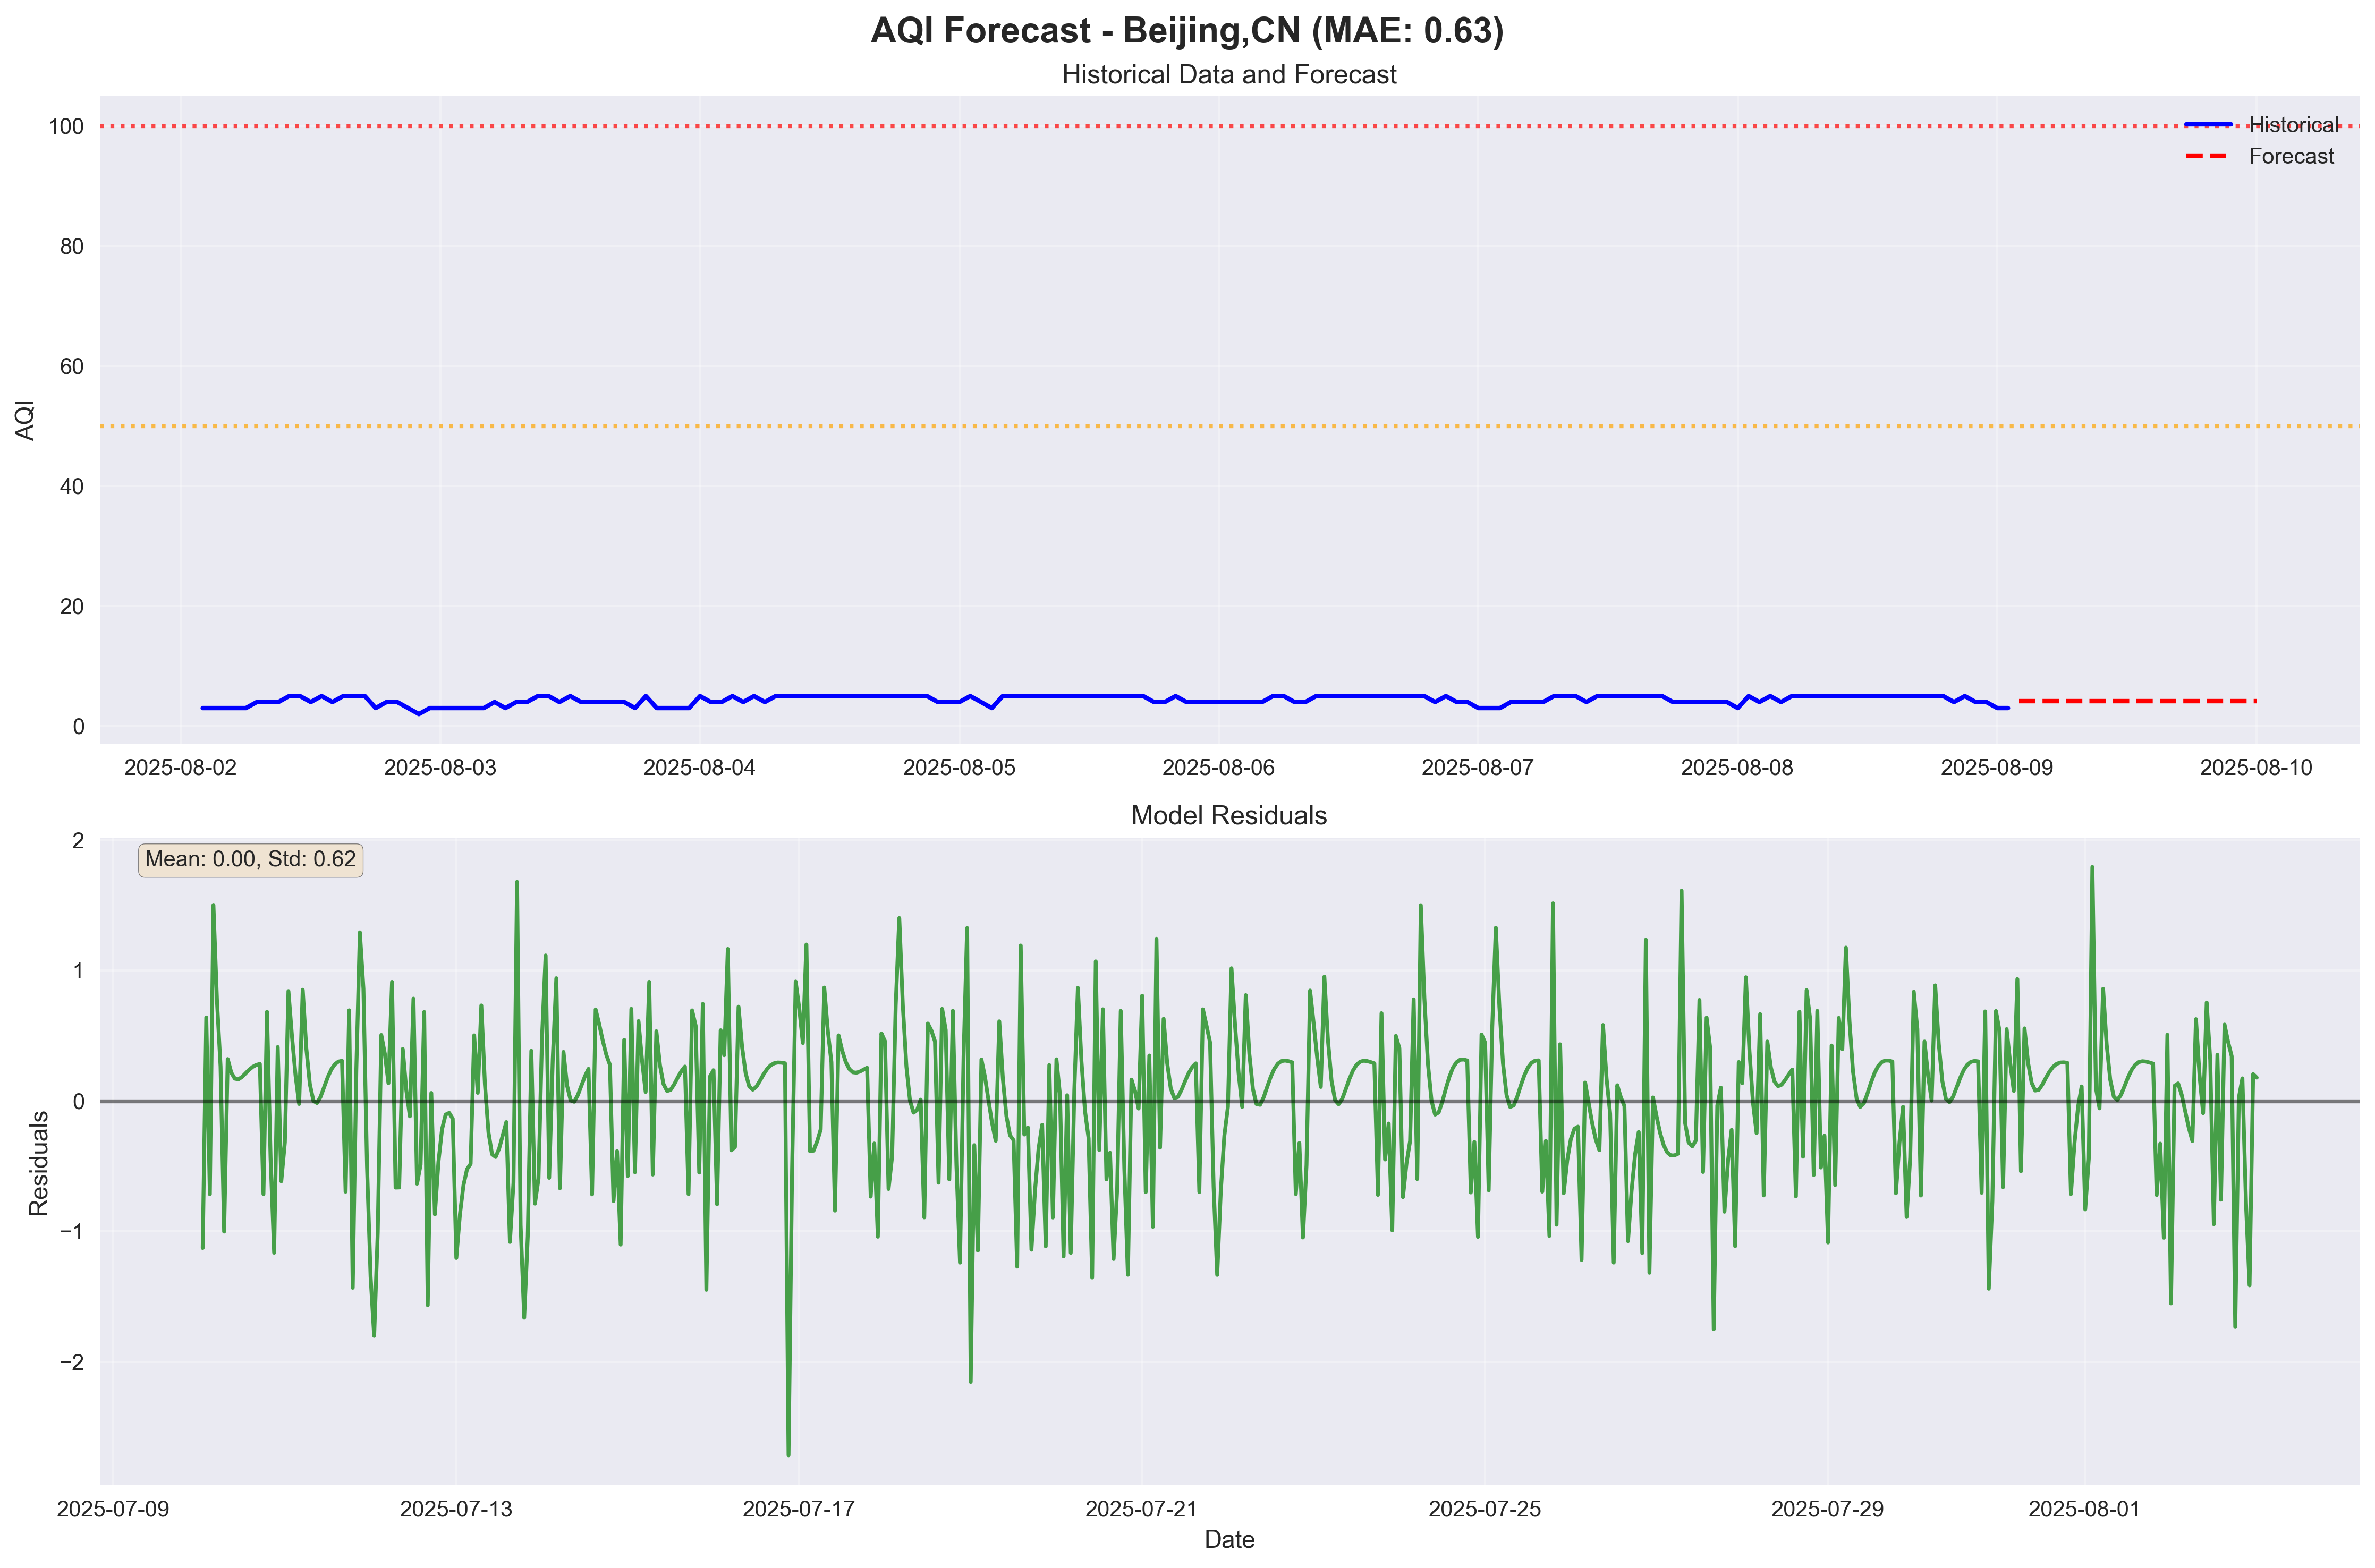 AQI Forecast - Beijing,CN (MAE: 0.63)
Historical Data and Forecast
100
80
60
40
20
0
AQI
Historical
Forecast
2025-08-02 2025-08-03 2025-08-04 2025-08-05 2025-08-06 2025-08-07 2025-08-08 2025-08-09 2025-08-10
Model Residuals
Mean: 0.00, Std: 0.62
2
1
0
−1
−2
Residuals
2025-07-09 2025-07-13 2025-07-17 2025-07-21 2025-07-25 2025-07-29 2025-08-01
Date